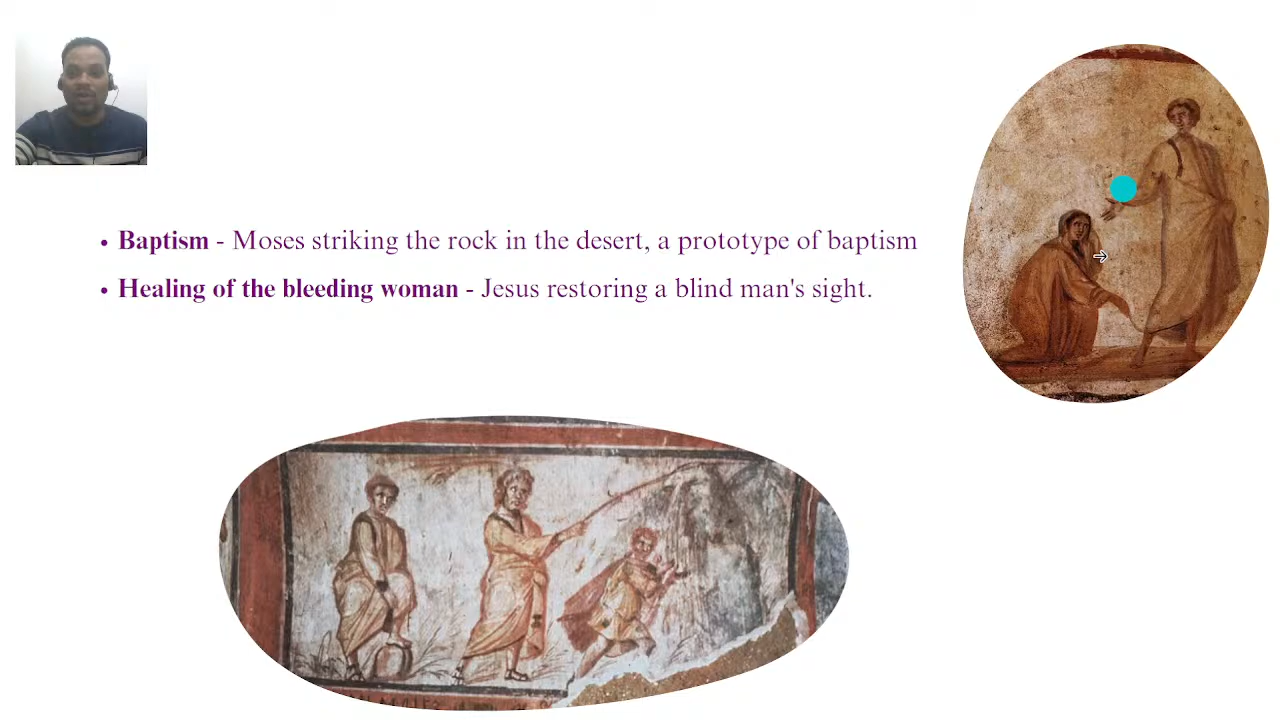 • Baptism - Moses striking the rock in the desert, a prototype of baptism
• Healing of the bleeding woman - Jesus restoring a blind man's sight.